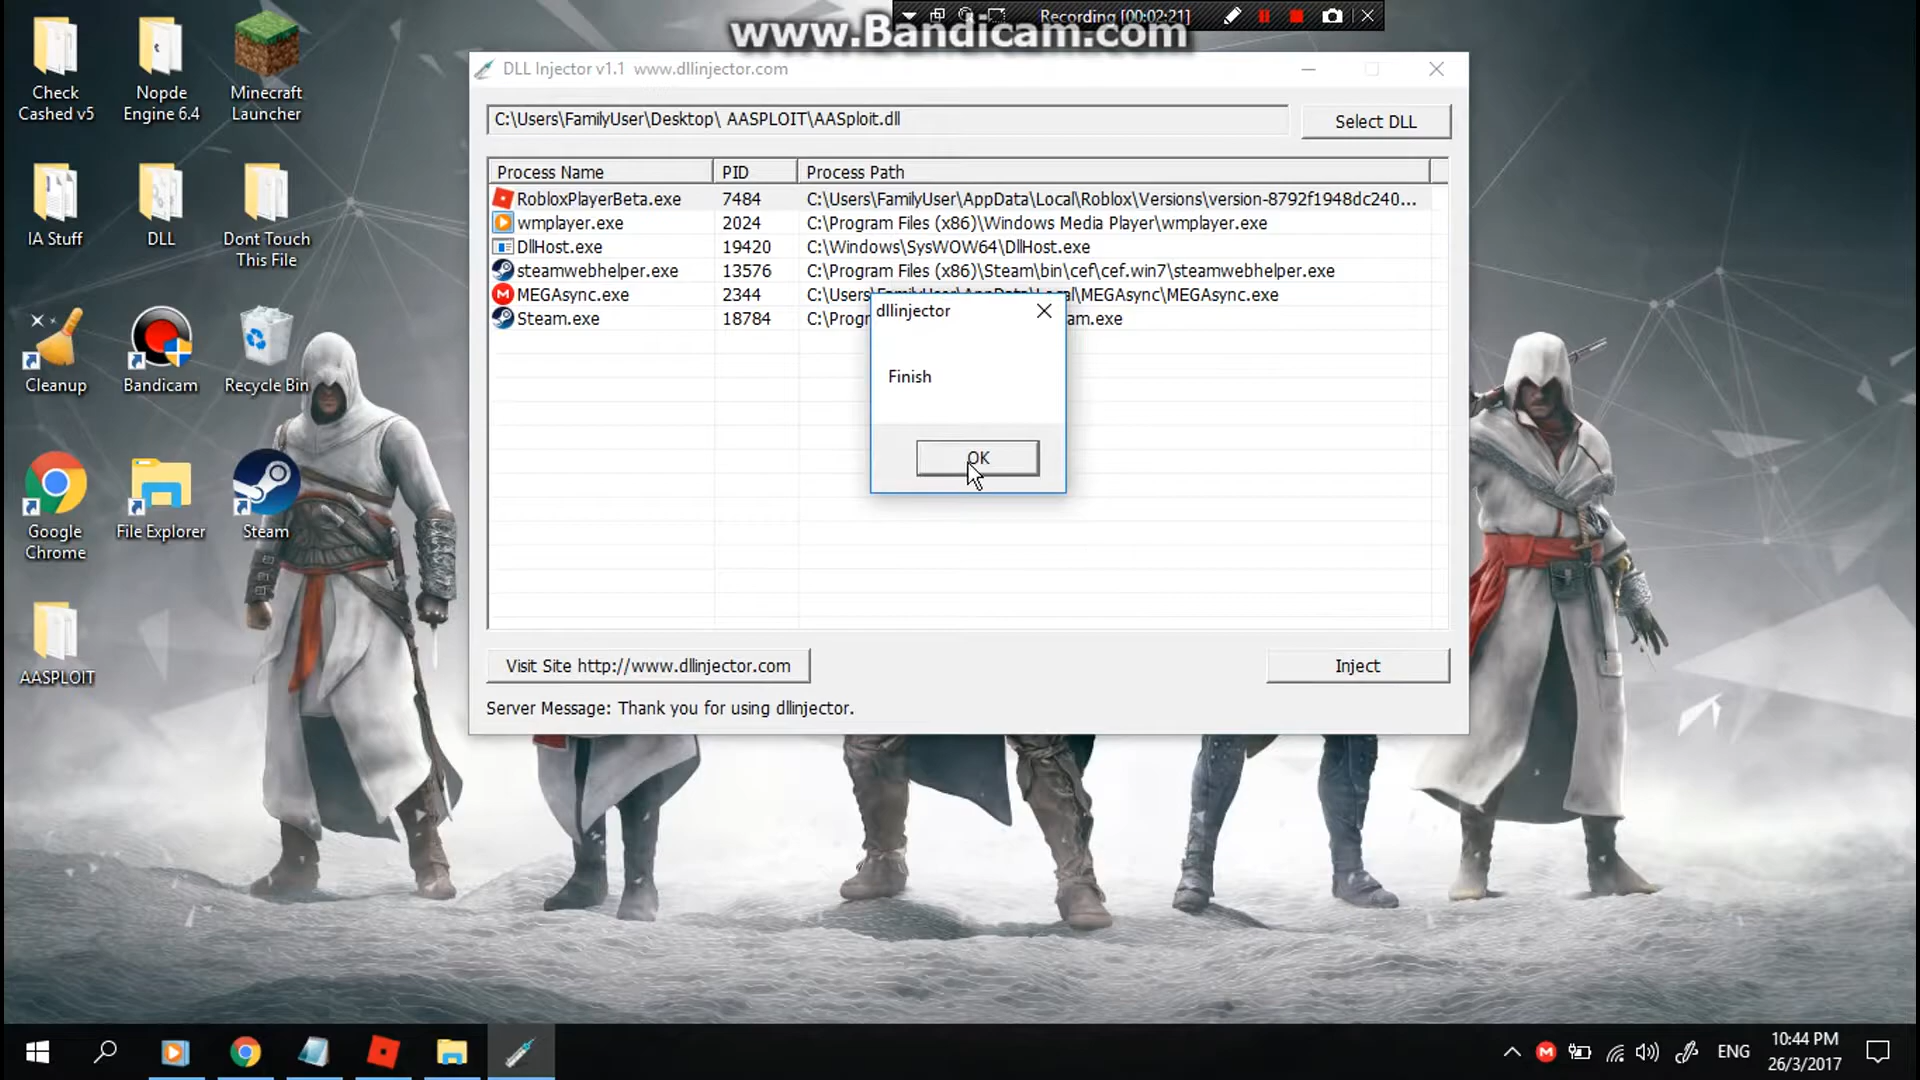 Recording [00:02:21]
www.Bandicam.com
DLL Injector v1.1  www.dllinjector.com
C:\Users\FamilyUser\Desktop\ AASPLOIT\AASploit.dll
Select DLL
Process Name
PID
Process Path
RobloxPlayerBeta.exe
7484
C:\Users\FamilyUser\AppData\Local\Roblox\Versions\version-8792f1948dc240...
wmplayer.exe
2024
C:\Program Files (x86)\Windows Media Player\wmplayer.exe
DllHost.exe
19420
C:\Windows\SysWOW64\DllHost.exe
steamwebhelper.exe
13576
C:\Program Files (x86)\Steam\bin\cef\cef.win7\steamwebhelper.exe
MEGAsync.exe
2344
C:\Users\FamilyUser\AppData\Local\MEGAsync\MEGAsync.exe
Steam.exe
18784
C:\Progr
am.exe
dllinjector
Finish
OK
Visit Site http://www.dllinjector.com
Inject
Server Message: Thank you for using dllinjector.
Check
Cashed v5
Nopde
Engine 6.4
Minecraft
Launcher
IA Stuff
DLL
Dont Touch
This File
Cleanup
Bandicam
Recycle Bin
Google
Chrome
File Explorer
Steam
AASPLOIT
ENG
10:44 PM
26/3/2017